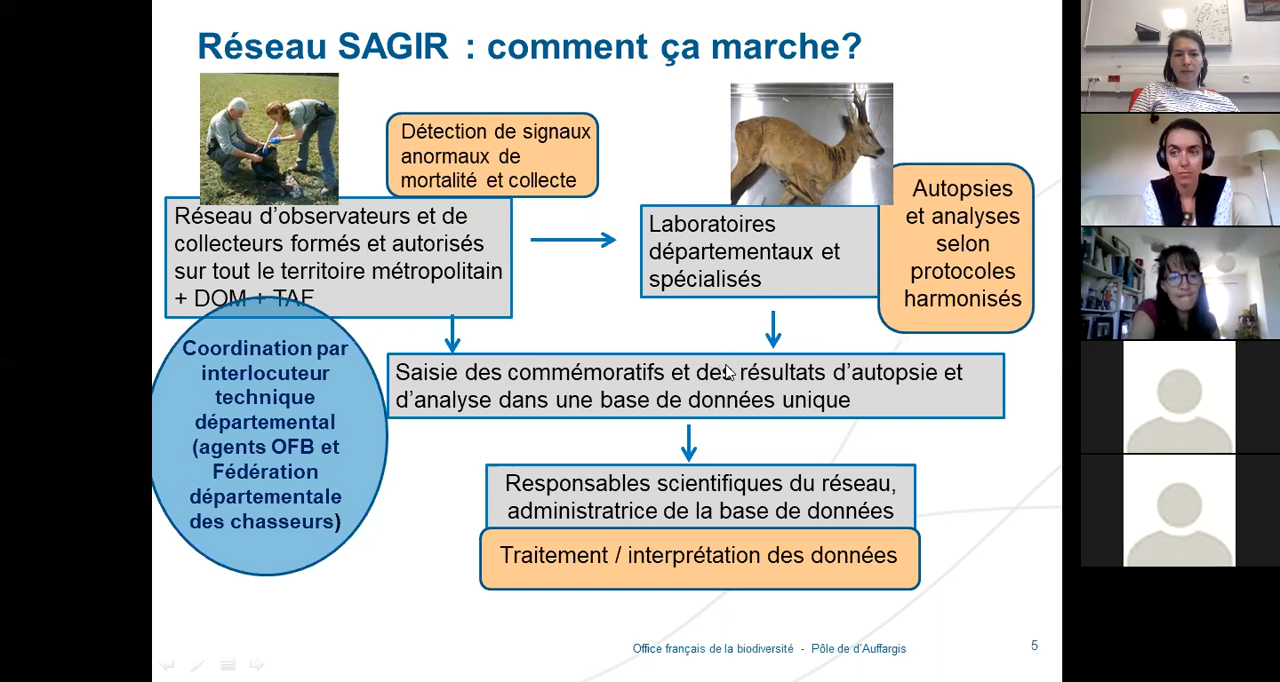 Réseau SAGIR : comment ça marche?
Détection de signaux
anormaux de
mortalité et collecte
Réseau d'observateurs et de
collecteurs formés et autorisés
sur tout le territoire métropolitain
+ DOM + TAF
Laboratoires
départementaux et
spécialisés
Autopsies
et analyses
selon
protocoles
harmonisés
Coordination par
interlocuteur
technique
départemental
(agents OFB et
Fédération
départementale
des chasseurs)
Saisie des commémoratifs et des résultats d'autopsie et
d'analyse dans une base de données unique
Responsables scientifiques du réseau,
administratrice de la base de données
Traitement / interprétation des données
Office français de la biodiversité - Pôle de d'Auffargis
5